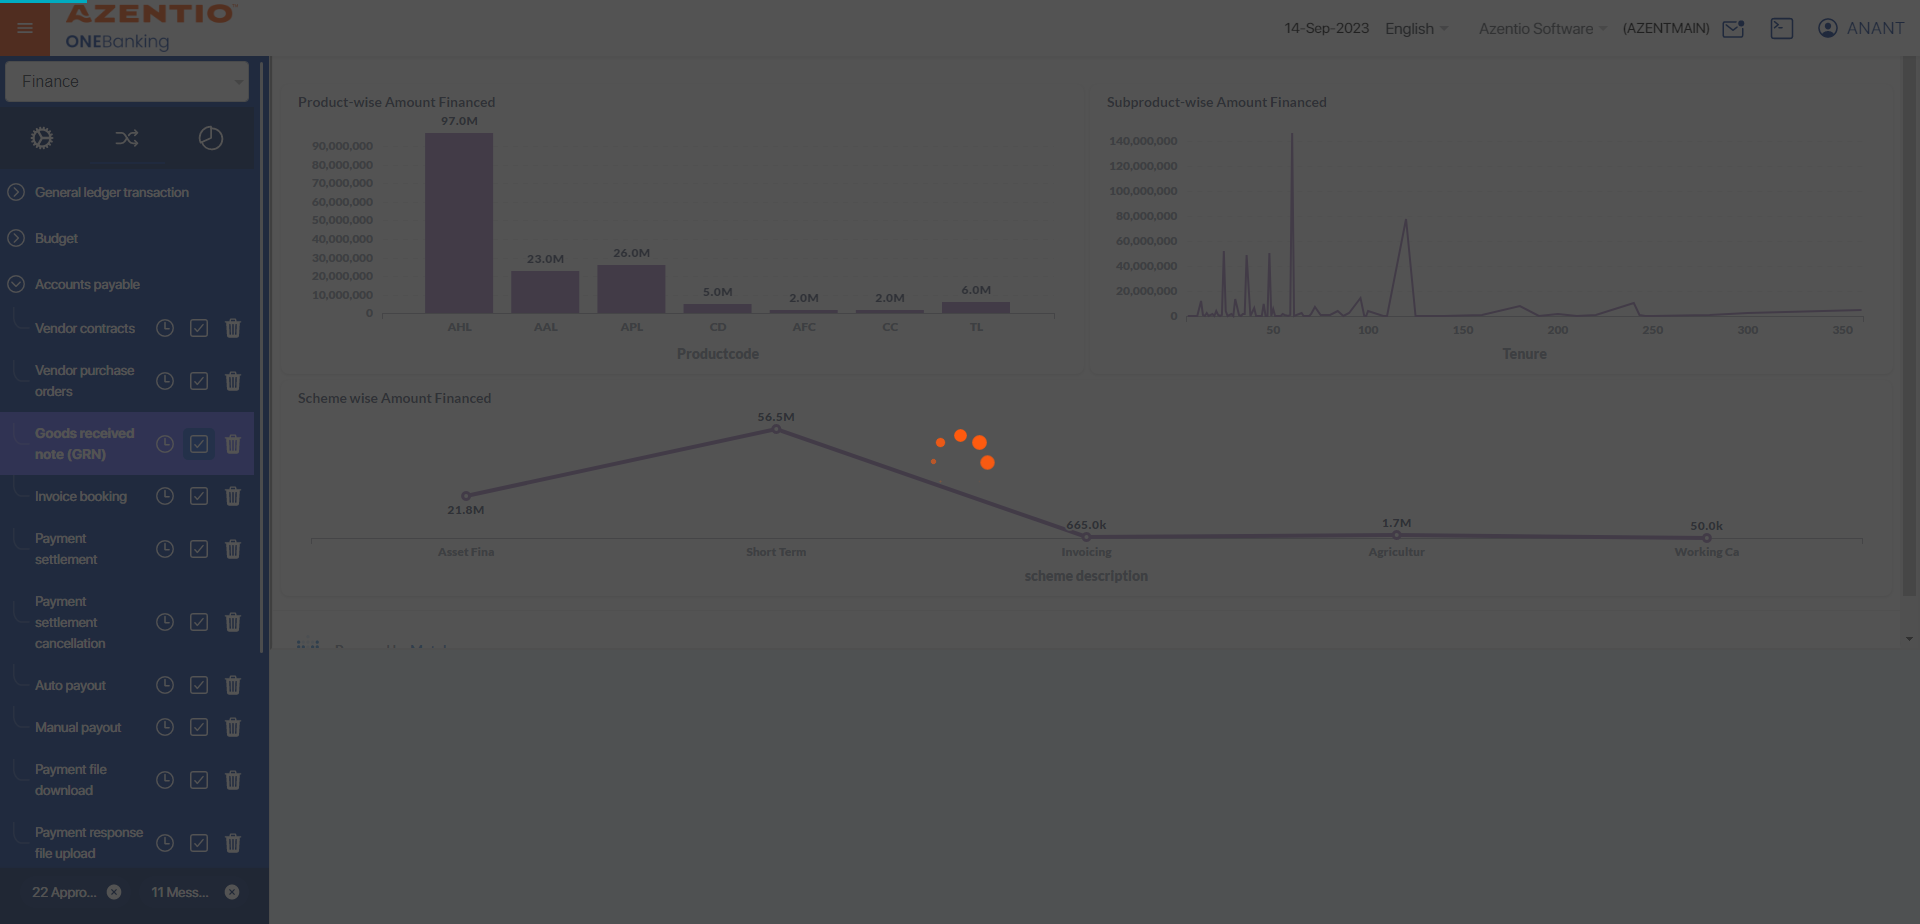 AZENTIO™
ONEBanking
14-Sep-2023
English
Azentio Software
(AZENTMAIN)
ANANT
Finance
General ledger transaction
Budget
Accounts payable
Vendor contracts
Vendor purchase
orders
Goods received
note (GRN)
Invoice booking
Payment
settlement
Payment
settlement
cancellation
Auto payout
Manual payout
Payment file
download
Payment response
file upload
22 Appro...
11 Mess...
Product-wise Amount Financed
97.0M
90,000,000
80,000,000
70,000,000
60,000,000
50,000,000
40,000,000
30,000,000
20,000,000
10,000,000
0
23.0M
26.0M
5.0M
2.0M
2.0M
6.0M
AHL
AAL
APL
CD
AFC
CC
TL
Productcode
Subproduct-wise Amount Financed
140,000,000
120,000,000
100,000,000
80,000,000
60,000,000
40,000,000
20,000,000
0
50
100
150
200
250
300
350
Tenure
Scheme wise Amount Financed
56.5M
21.8M
665.0k
1.7M
50.0k
Asset Fina
Short Term
Invoicing
Agricultur
Working Ca
scheme description